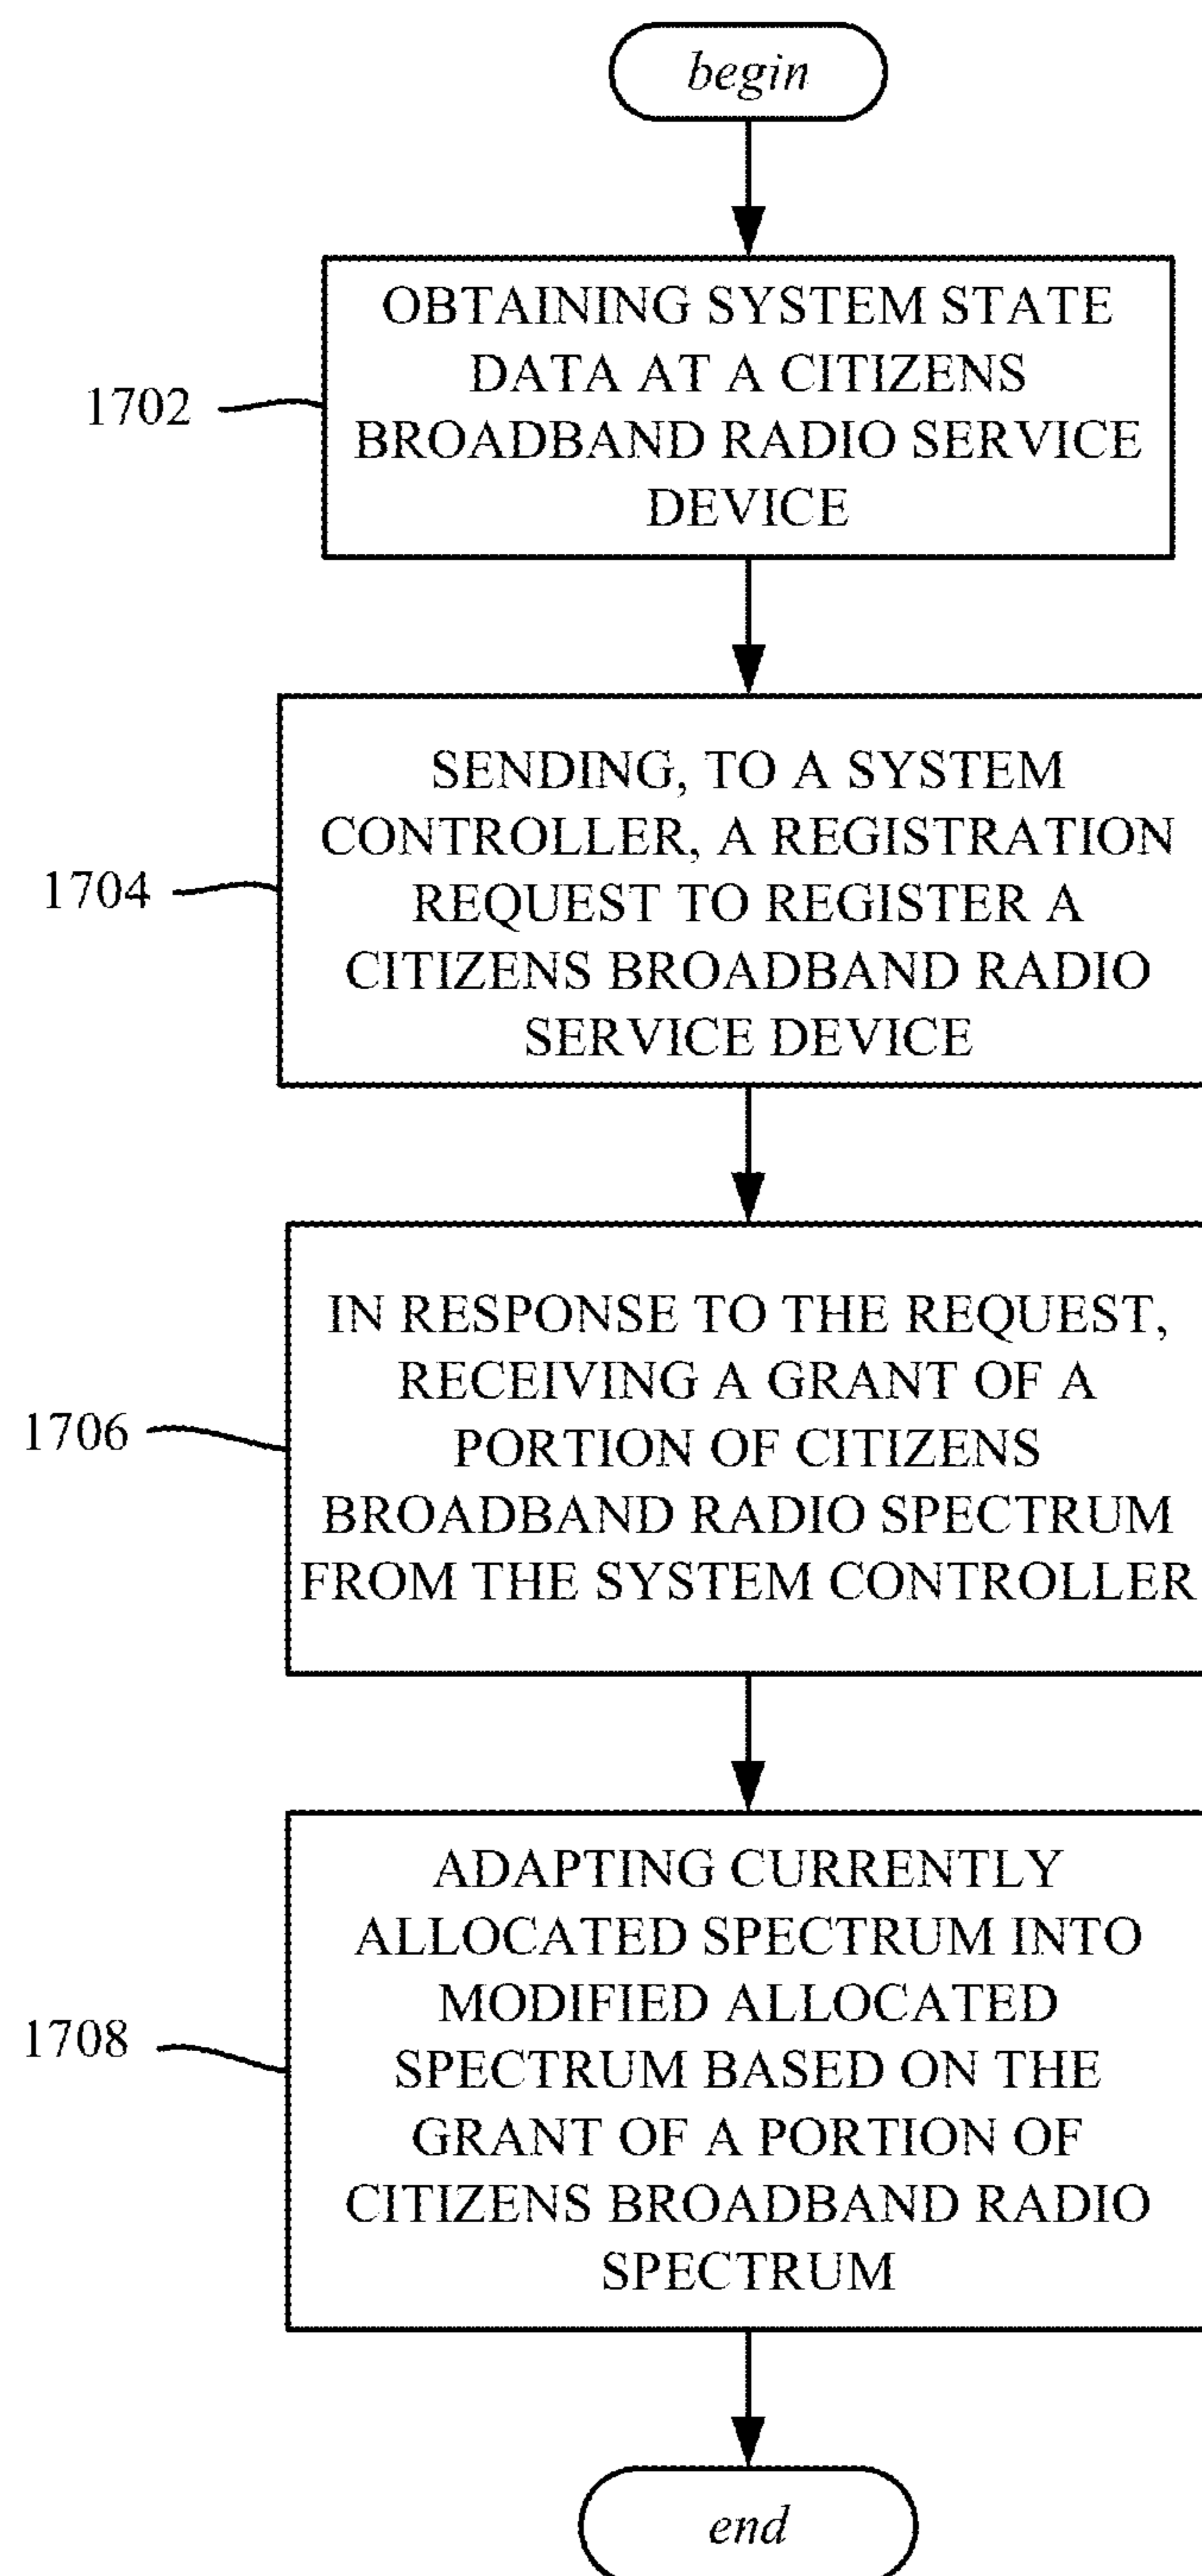 begin
OBTAINING SYSTEM STATE
DATA AT A CITIZENS
BROADBAND RADIO SERVICE
DEVICE
1702
SENDING, TO A SYSTEM
CONTROLLER, A REGISTRATION
REQUEST TO REGISTER A
CITIZENS BROADBAND RADIO
SERVICE DEVICE
1704
IN RESPONSE TO THE REQUEST,
RECEIVING A GRANT OF A
PORTION OF CITIZENS
BROADBAND RADIO SPECTRUM
FROM THE SYSTEM CONTROLLER
1706
ADAPTING CURRENTLY
ALLOCATED SPECTRUM INTO
MODIFIED ALLOCATED
SPECTRUM BASED ON THE
GRANT OF A PORTION OF
CITIZENS BROADBAND RADIO
SPECTRUM
1708
end